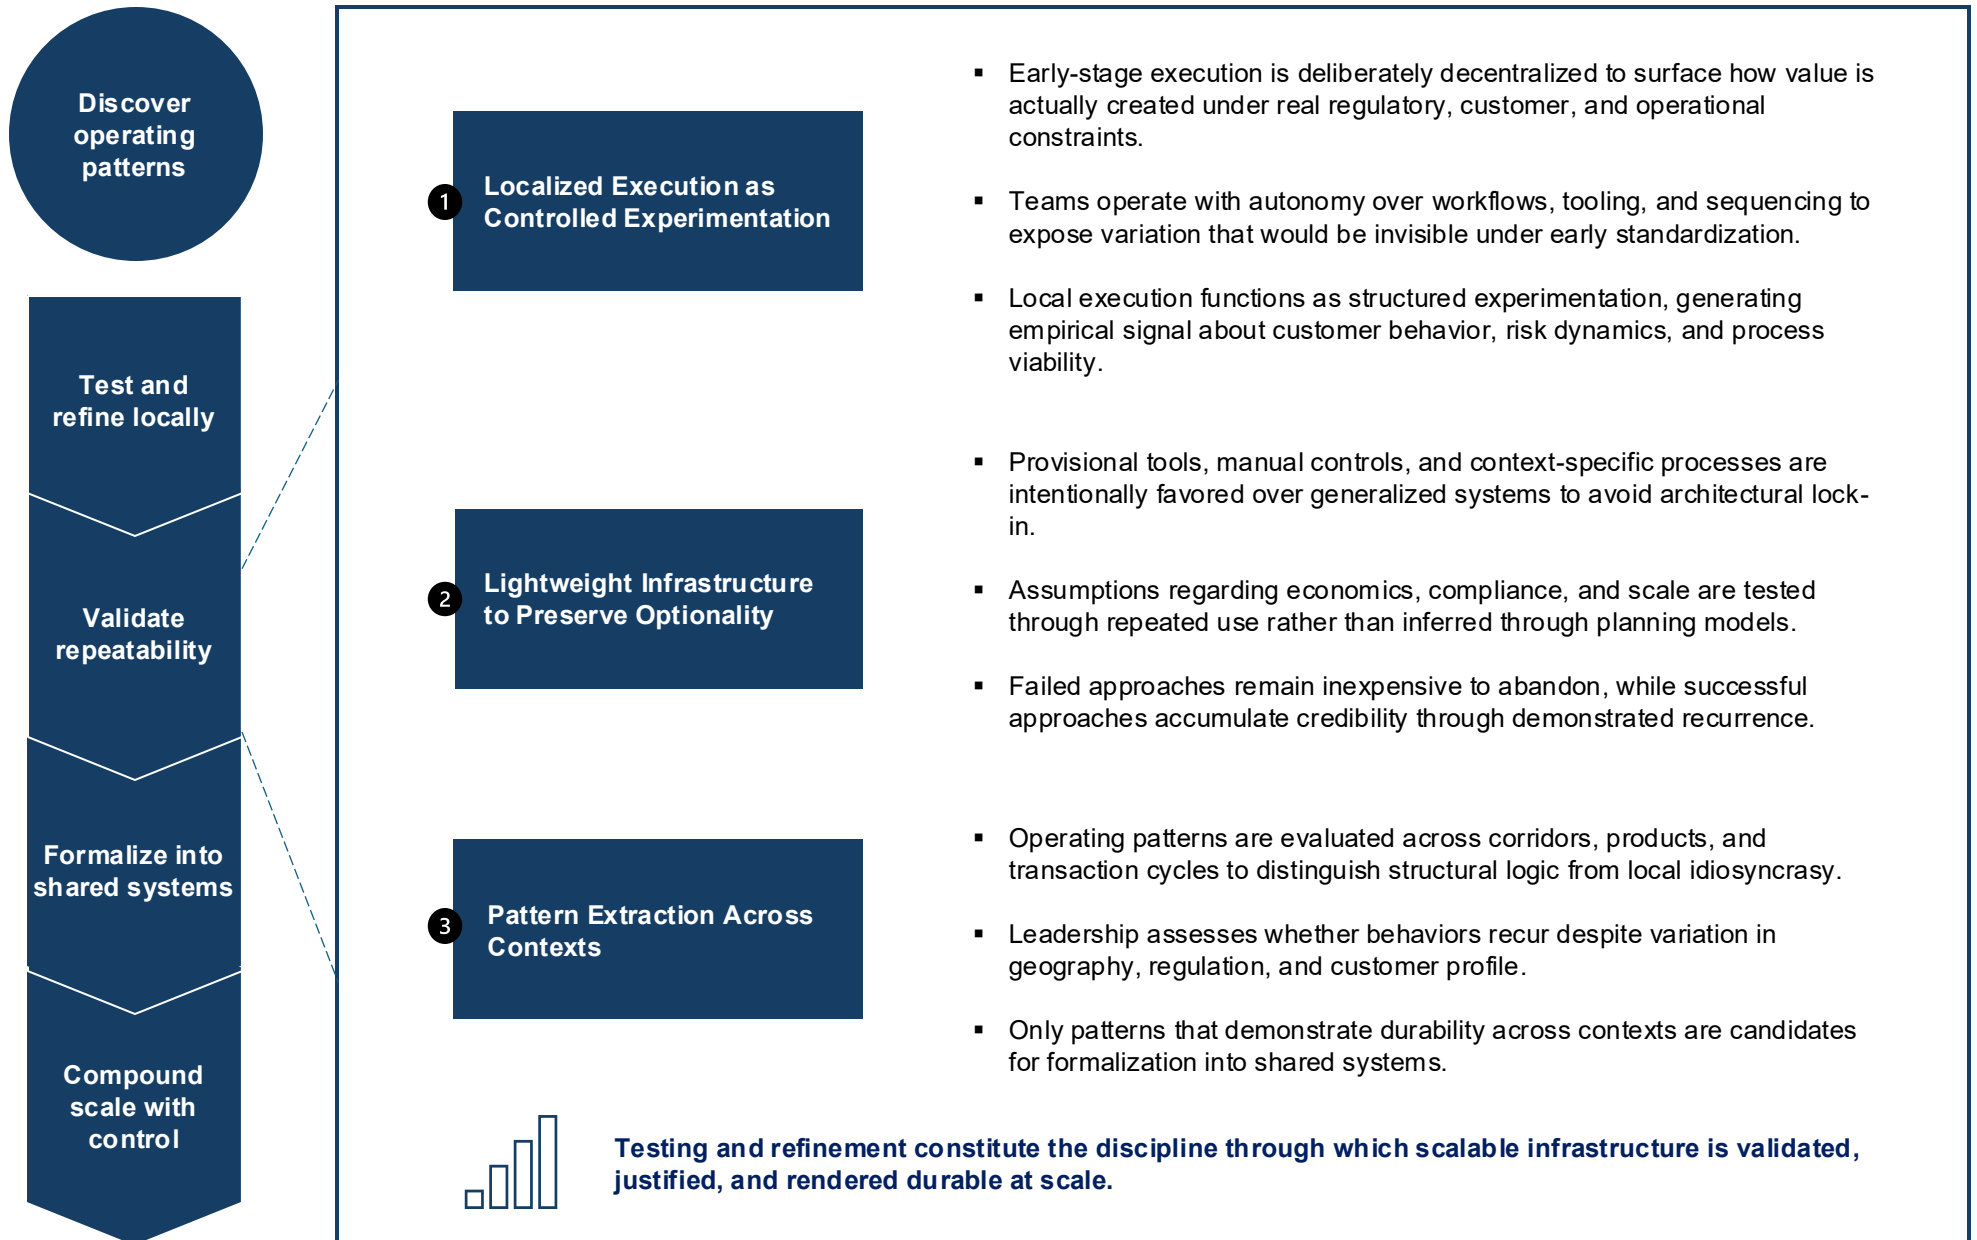 Discover
operating
patterns
Test and
refine locally
Validate
repeatability
Formalize into
shared systems
Compound
scale with
control
1
Localized Execution as
Controlled Experimentation
▪ Early-stage execution is deliberately decentralized to surface how value is
actually created under real regulatory, customer, and operational
constraints.
▪ Teams operate with autonomy over workflows, tooling, and sequencing to
expose variation that would be invisible under early standardization.
▪ Local execution functions as structured experimentation, generating
empirical signal about customer behavior, risk dynamics, and process
viability.
2
Lightweight Infrastructure
to Preserve Optionality
▪ Provisional tools, manual controls, and context-specific processes are
intentionally favored over generalized systems to avoid architectural lock-
in.
▪ Assumptions regarding economics, compliance, and scale are tested
through repeated use rather than inferred through planning models.
▪ Failed approaches remain inexpensive to abandon, while successful
approaches accumulate credibility through demonstrated recurrence.
3
Pattern Extraction Across
Contexts
▪ Operating patterns are evaluated across corridors, products, and
transaction cycles to distinguish structural logic from local idiosyncrasy.
▪ Leadership assesses whether behaviors recur despite variation in
geography, regulation, and customer profile.
▪ Only patterns that demonstrate durability across contexts are candidates
for formalization into shared systems.
Testing and refinement constitute the discipline through which scalable infrastructure is validated,
justified, and rendered durable at scale.